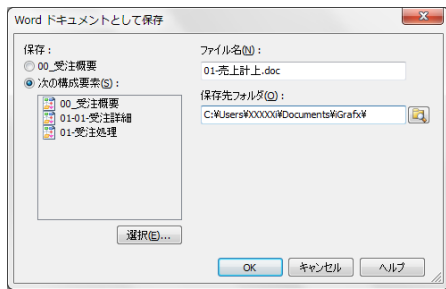 Word ドキュメントとして保存
保存:
00_受注概要
次の構成要素(S):
00_受注概要
01-01-受注詳細
01-受注処理
選択(E)...
ファイル名(N):
01-売上計上.doc
保存先フォルダ(O):
C:¥Users¥XXXXXi¥Documents¥iGrafx¥
OK
キャンセル
ヘルプ